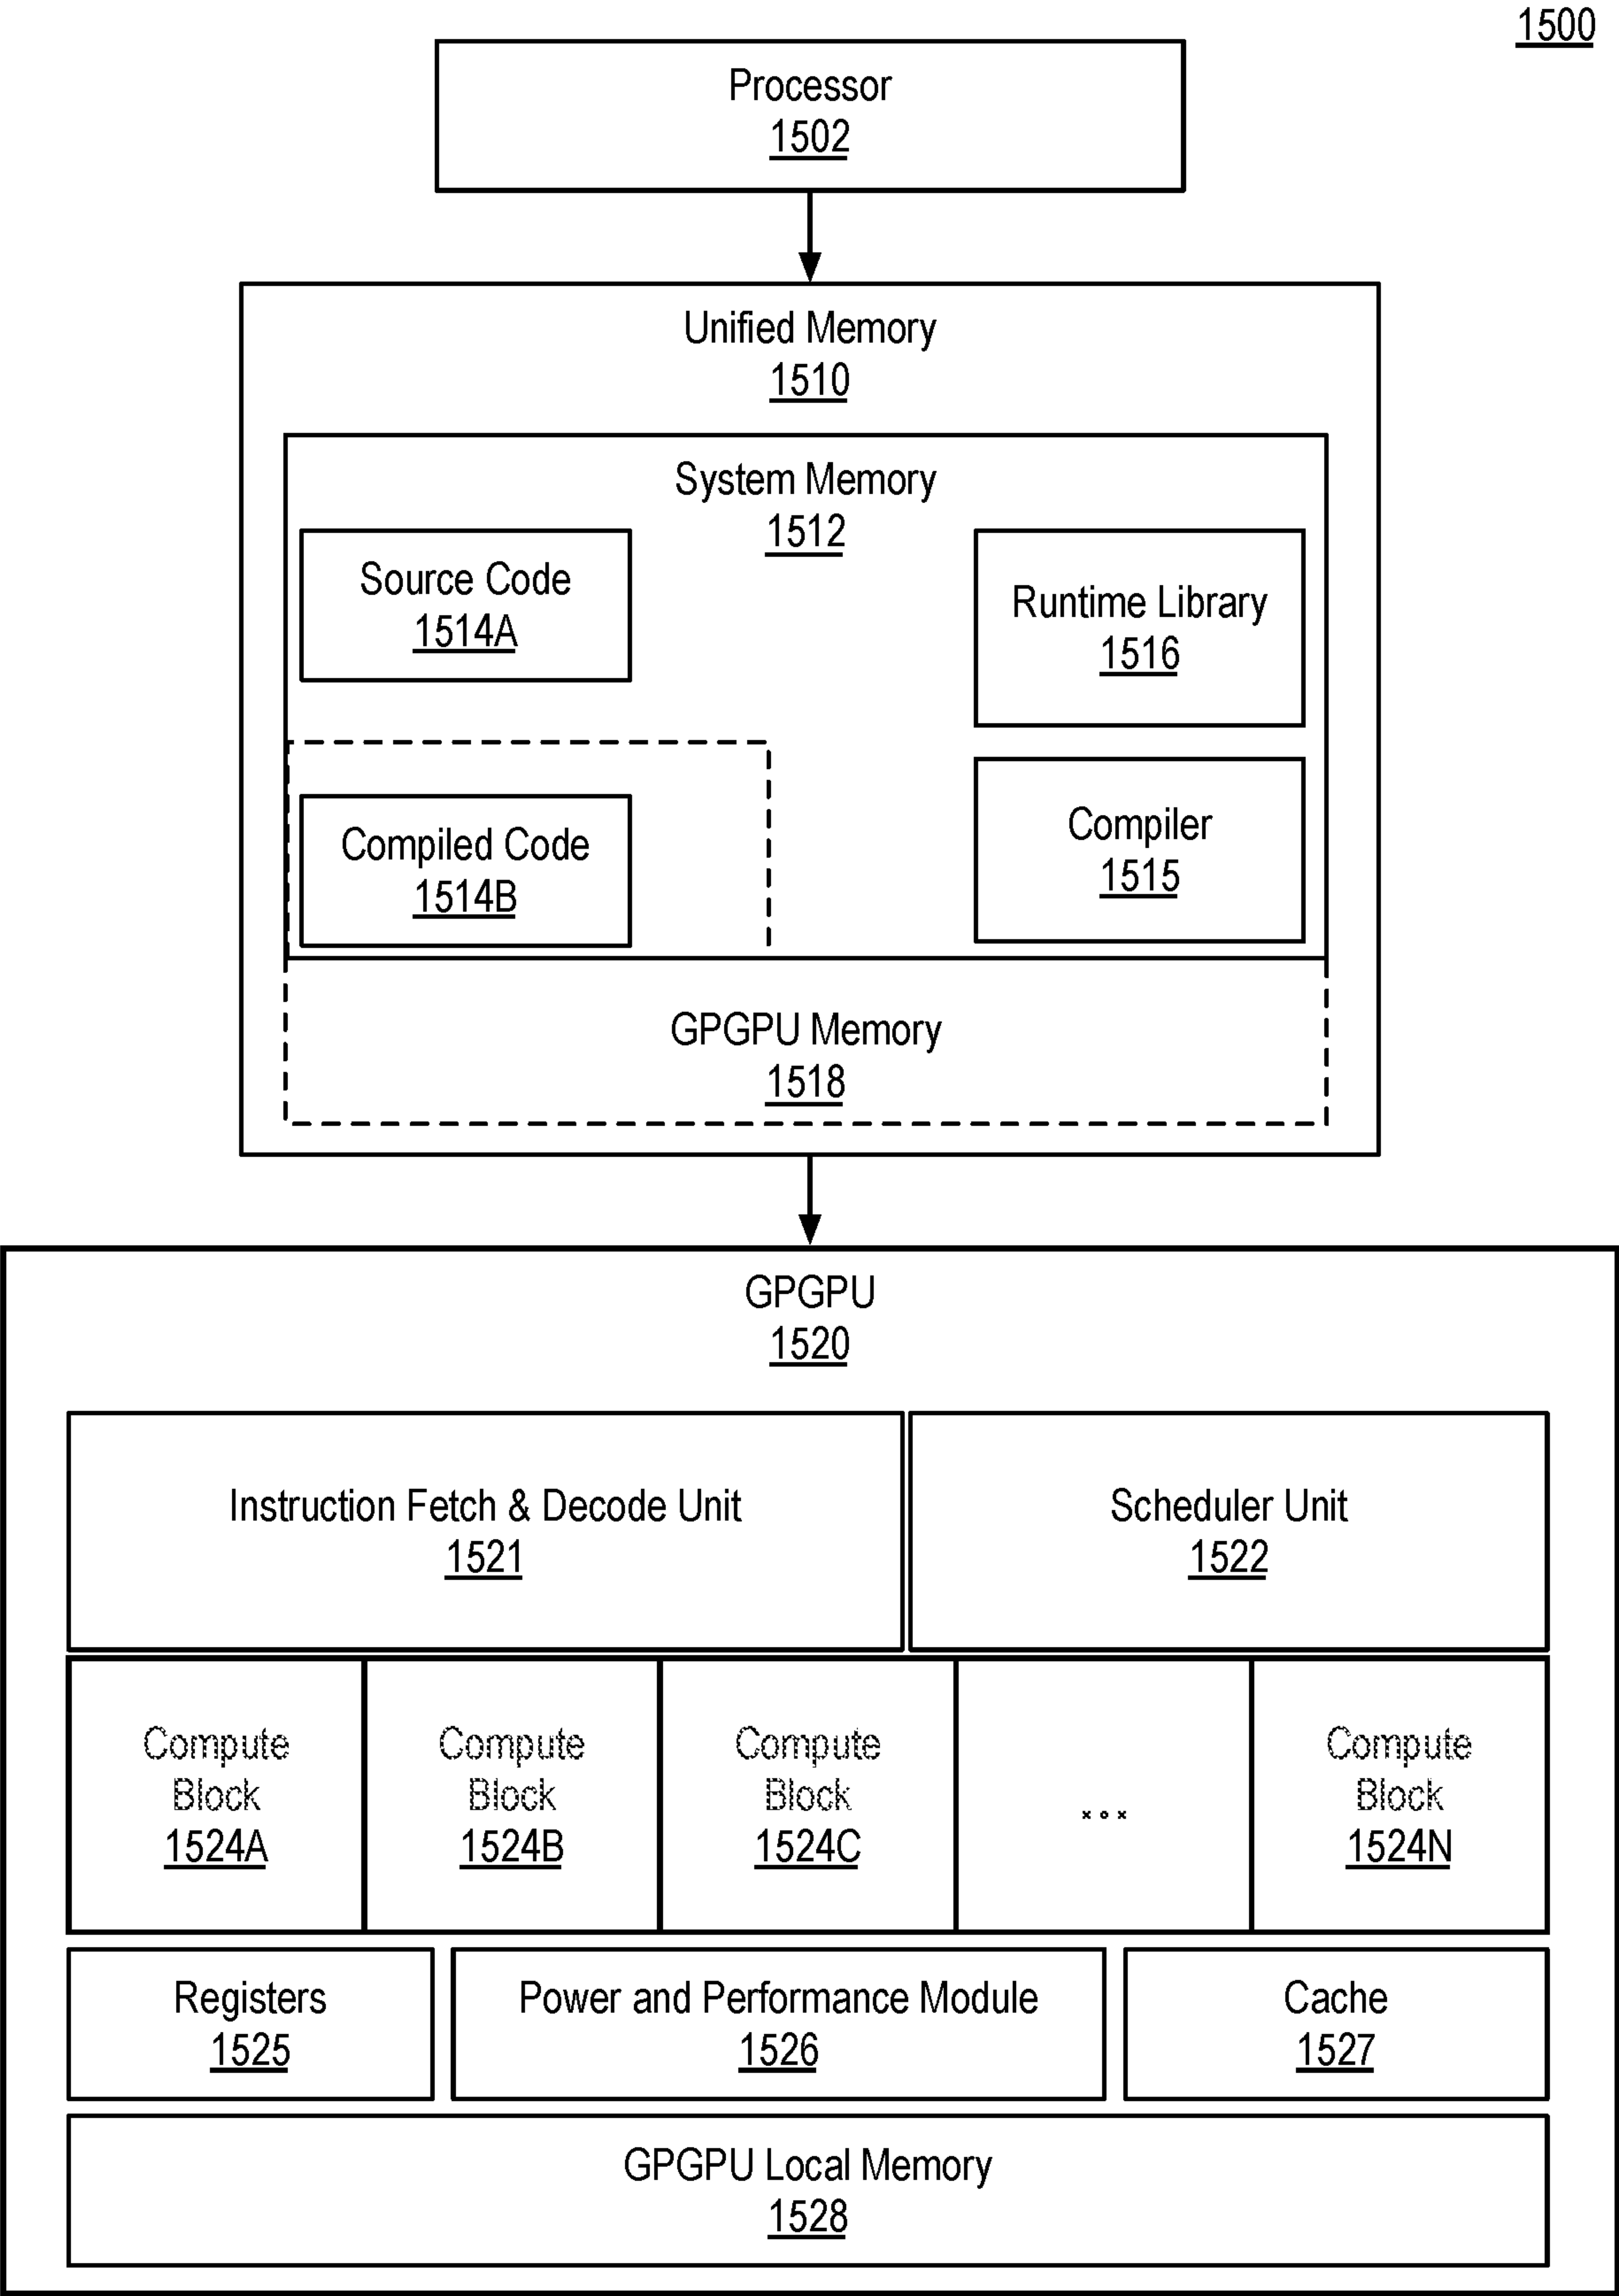 1500
Processor
1502
Unified Memory
1510
System Memory
1512
Source Code
1514A
Runtime Library
1516
Compiled Code
1514B
Compiler
1515
GPGPU Memory
1518
GPGPU
1520
Instruction Fetch & Decode Unit
1521
Scheduler Unit
1522
Compute
Block
1524A
Compute
Block
1524B
Compute
Block
1524C
...
Compute
Block
1524N
Registers
1525
Power and Performance Module
1526
Cache
1527
GPGPU Local Memory
1528